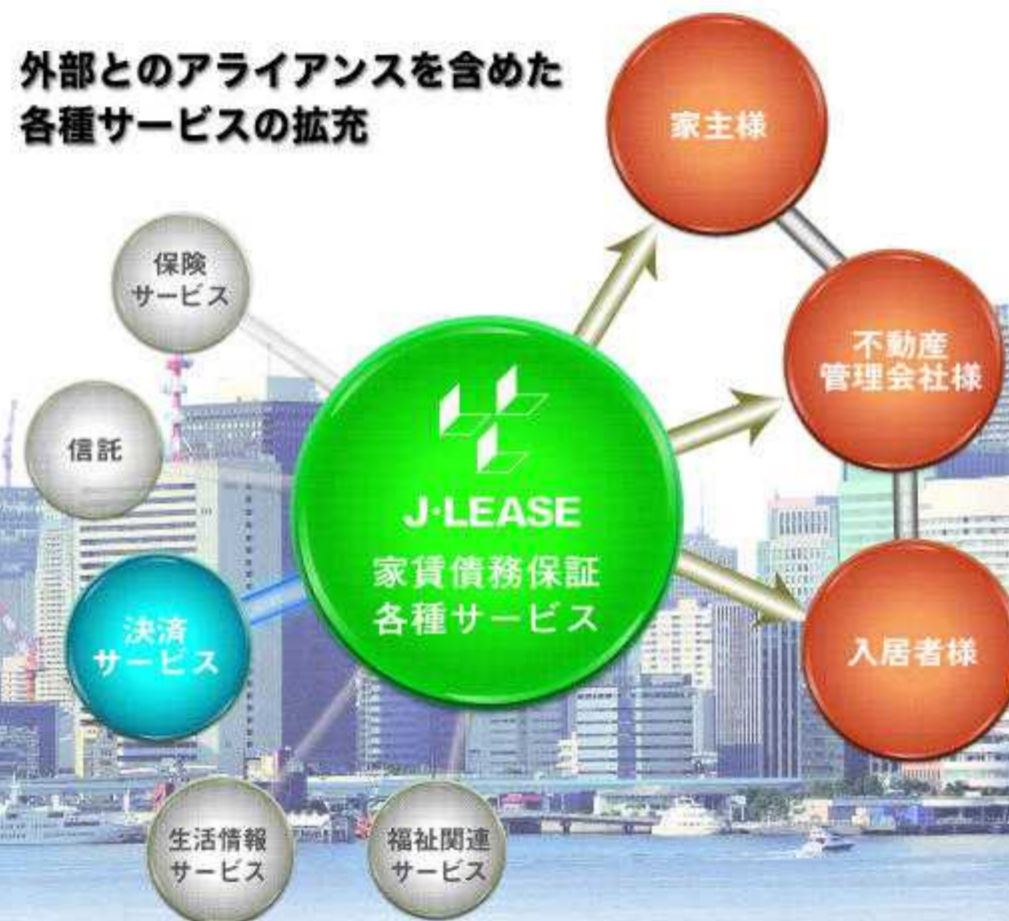 外部とのアライアンスを含めた
各種サービスの拡充
家主様
保険
サービス
不動産
管理会社様
信託
J·LEASE
家賃債務保証
各種サービス
決済
サービス
入居者様
生活情報
サービス
福祉関連
サービス